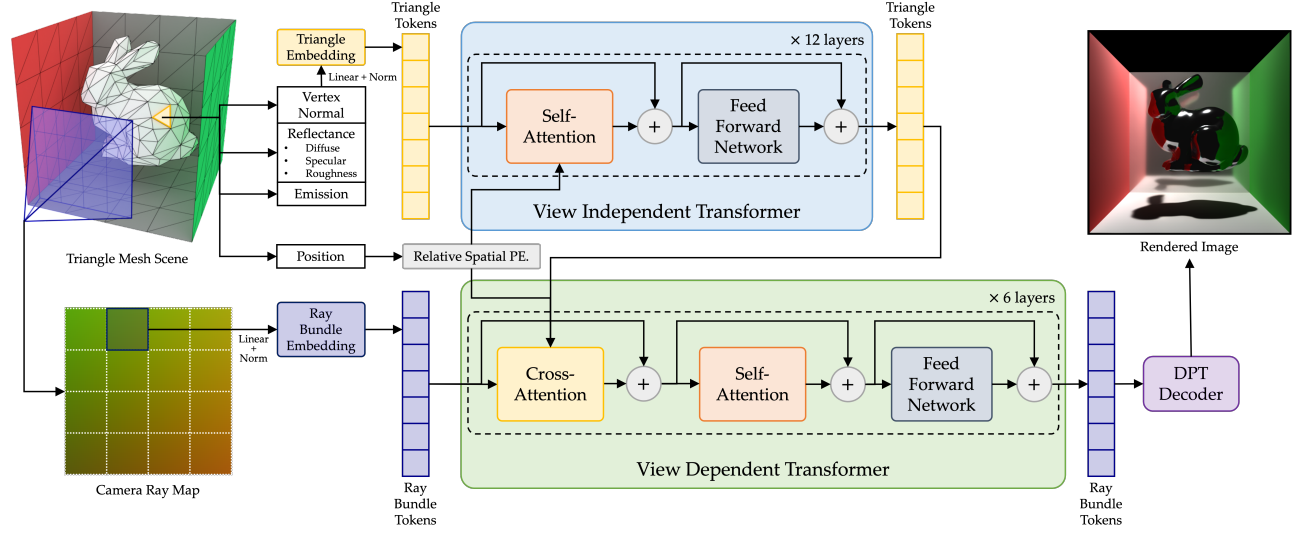 Triangle Mesh Scene
Triangle
Embedding
Linear + Norm
Vertex
Normal
Reflectance
• Diffuse
• Specular
• Roughness
Emission
Position
Relative Spatial PE.
Triangle
Tokens
× 12 layers
Self-
Attention
+
Feed
Forward
Network
+
View Independent Transformer
Triangle
Tokens
Rendered Image
Camera Ray Map
Linear
+
Norm
Ray
Bundle
Embedding
Ray
Bundle
Tokens
× 6 layers
Cross-
Attention
+
Self-
Attention
+
Feed
Forward
Network
+
View Dependent Transformer
Ray
Bundle
Tokens
DPT
Decoder